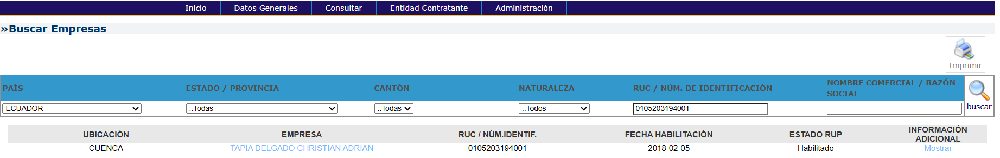 Inicio Datos Generales Consultar Entidad Contratante Administración
»Buscar Empresas
Imprimir
PAÍS ESTADO / PROVINCIA CANTÓN NATURALEZA RUC / NÚM. DE IDENTIFICACIÓN NOMBRE COMERCIAL / RAZÓN
SOCIAL
ECUADOR ..Todas ..Todas ..Todos 0105203194001 buscar
UBICACIÓN EMPRESA RUC / NÚM.IDENTIF. FECHA HABILITACIÓN ESTADO RUP INFORMACIÓN
ADICIONAL
CUENCA TAPIA DELGADO CHRISTIAN ADRIAN 0105203194001 2018-02-05 Habilitado Mostrar